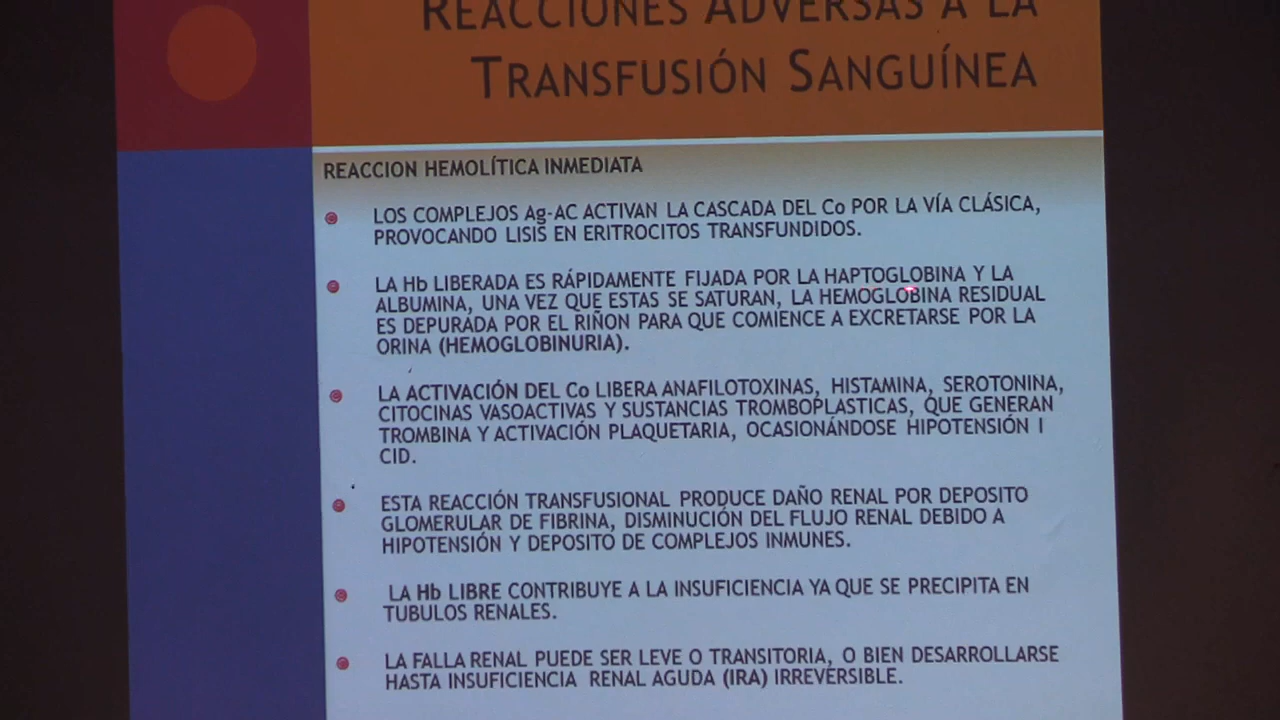 REACCIONES ADVERSAS A LA
TRANSFUSIÓN SANGUÍNEA
REACCION HEMOLÍTICA INMEDIATA
LOS COMPLEJOS Ag-AC ACTIVAN LA CASCADA DEL Co POR LA VÍA CLÁSICA,
PROVOCANDO LISIS EN ERITROCITOS TRANSFUNDIDOS.
LA Hb LIBERADA ES RÁPIDAMENTE FIJADA POR LA HAPTOGLOBINA Y LA
ALBUMINA, UNA VEZ QUE ESTAS SE SATURAN, LA HEMOGLOBINA RESIDUAL
ES DEPURADA POR EL RIÑON PARA QUE COMIENCE A EXCRETARSE POR LA
ORINA (HEMOGLOBINURIA).
LA ACTIVACIÓN DEL Co LIBERA ANAFILOTOXINAS, HISTAMINA, SEROTONINA,
CITOCINAS VASOACTIVAS Y SUSTANCIAS TROMBOPLASTICAS, QUE GENERAN
TROMBINA Y ACTIVACIÓN PLAQUETARIA, OCASIONÁNDOSE HIPOTENSIÓN I
CID.
ESTA REACCIÓN TRANSFUSIONAL PRODUCE DAÑO RENAL POR DEPOSITO
GLOMERULAR DE FIBRINA, DISMINUCIÓN DEL FLUJO RENAL DEBIDO A
HIPOTENSIÓN Y DEPOSITO DE COMPLEJOS INMUNES.
LA Hb LIBRE CONTRIBUYE A LA INSUFICIENCIA YA QUE SE PRECIPITA EN
TUBULOS RENALES.
LA FALLA RENAL PUEDE SER LEVE O TRANSITORIA, O BIEN DESARROLLARSE
HASTA INSUFICIENCIA RENAL AGUDA (IRA) IRREVERSIBLE.